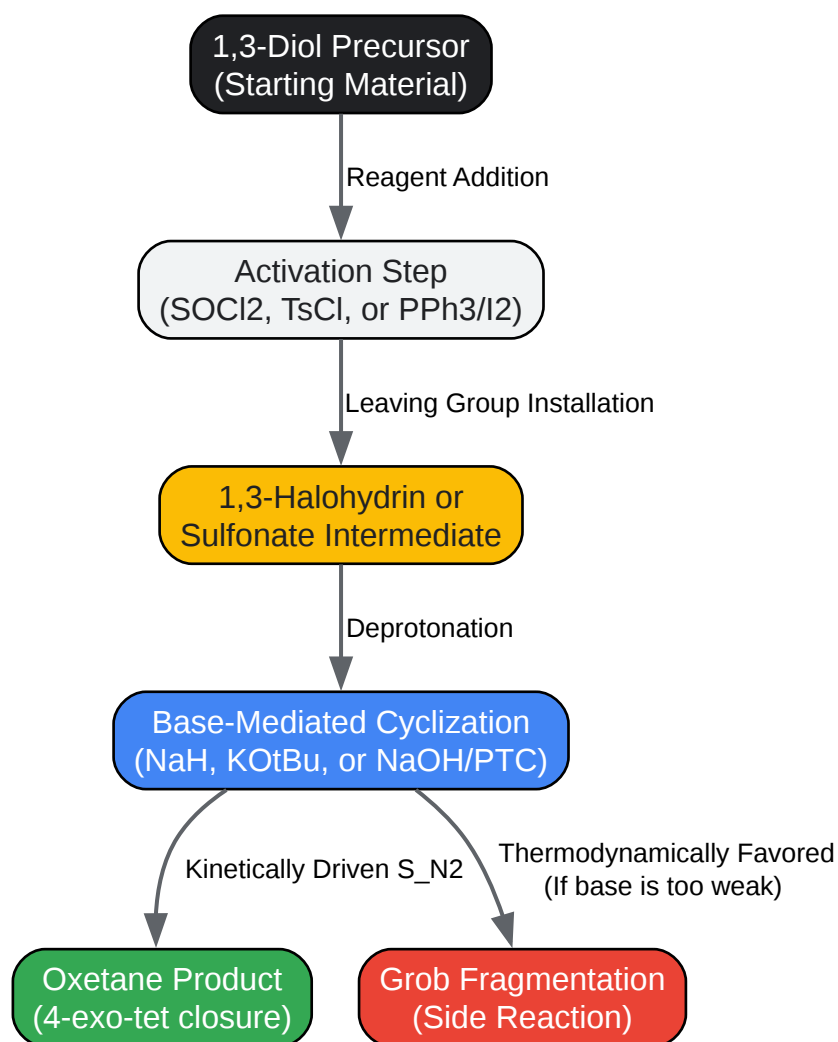 1,3-Diol Precursor
(Starting Material)
Reagent Addition
Activation Step
(SOCl2, TsCl, or PPh3/I2)
Leaving Group Installation
1,3-Halohydrin or
Sulfonate Intermediate
Deprotonation
Base-Mediated Cyclization
(NaH, KOtBu, or NaOH/PTC)
Kinetically Driven S_N2
Thermodynamically Favored
(If base is too weak)
Oxetane Product
(4-exo-tet closure)
Grob Fragmentation
(Side Reaction)